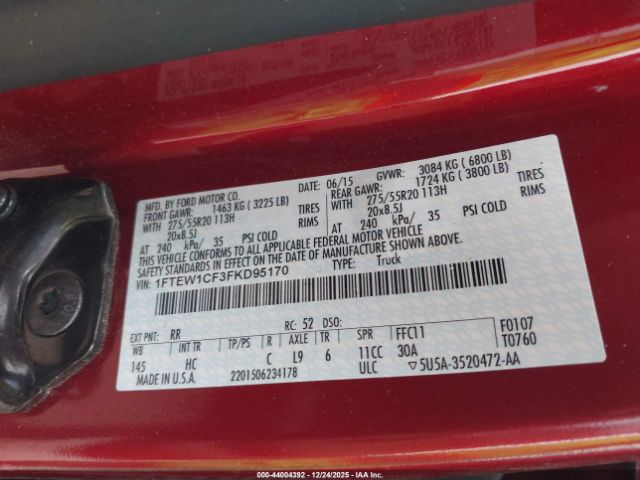 MFD. BY FORD MOTOR CO.
DATE: 06/15 GVWR: 3084 KG ( 6800 LB)
FRONT GAWR: 1463 KG ( 3225 LB) REAR GAWR: 1724 KG ( 3800 LB)
WITH 275/55R20 113H TIRES WITH 275/55R20 113H TIRES
20x8.5J RIMS 20x8.5J RIMS
AT 240 kPa/ 35 PSI COLD AT 240 kPa/ 35 PSI COLD
THIS VEHICLE CONFORMS TO ALL APPLICABLE FEDERAL MOTOR VEHICLE
SAFETY AND THEFT PREVENTION STANDARDS IN EFFECT ON THE DATE OF
MANUFACTURE SHOWN ABOVE.
VIN: 1FTEW1CF3FKD95170
TYPE: Truck
EXT PNT: RR RC: 52 DSO: F0107
WB INT TR TP/PS R AXLE TR SPR FFC11 T0760
145 HC C L9 6 11CC 30A
MADE IN U.S.A. 2201506234178 ULC ▽5U5A-3520472-AA
000-44004392 - 12/24/2025 - IAA Inc.